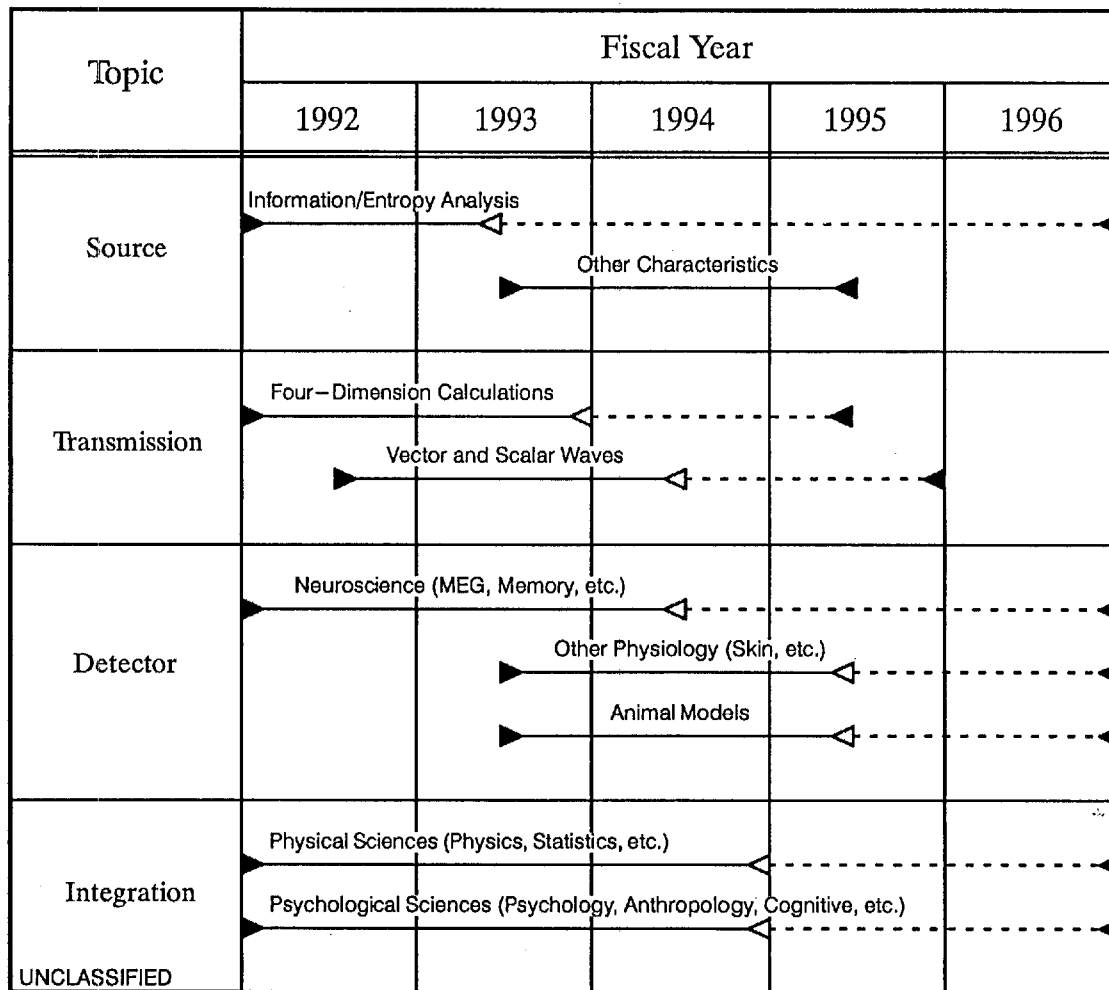 Topic
Fiscal Year
1992 1993 1994 1995 1996
Source
Information/Entropy Analysis
Other Characteristics
Transmission
Four-Dimension Calculations
Vector and Scalar Waves
Detector
Neuroscience (MEG, Memory, etc.)
Other Physiology (Skin, etc.)
Animal Models
Integration
Physical Sciences (Physics, Statistics, etc.)
Psychological Sciences (Psychology, Anthropology, Cognitive, etc.)
UNCLASSIFIED